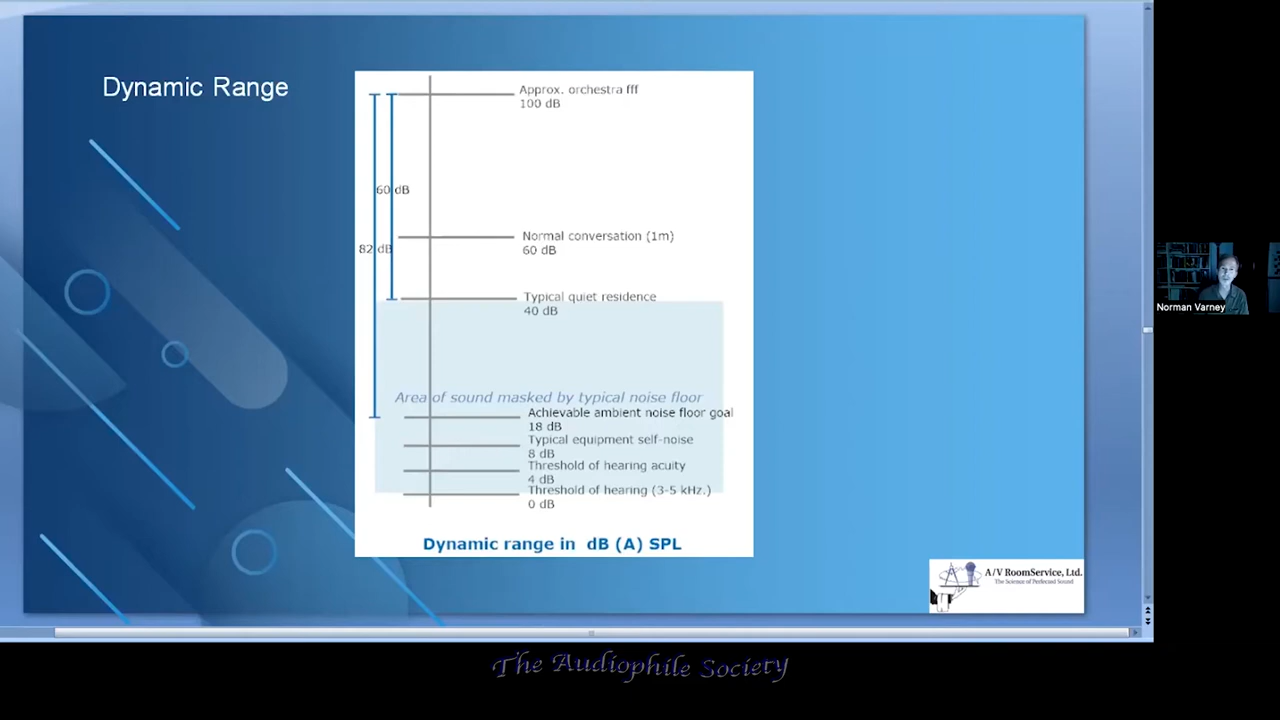 Dynamic Range
Approx. orchestra fff
100 dB
60 dB
Normal conversation (1m)
60 dB
82 dB
Typical quiet residence
40 dB
Area of sound masked by typical noise floor
Achievable ambient noise floor goal
18 dB
Typical equipment self-noise
8 dB
Threshold of hearing acuity
4 dB
Threshold of hearing (3-5 kHz.)
0 dB
Dynamic range in dB (A) SPL
A/V RoomService, Ltd.
The Science of Perfected Sound
Norman Varney
The Audiophile Society